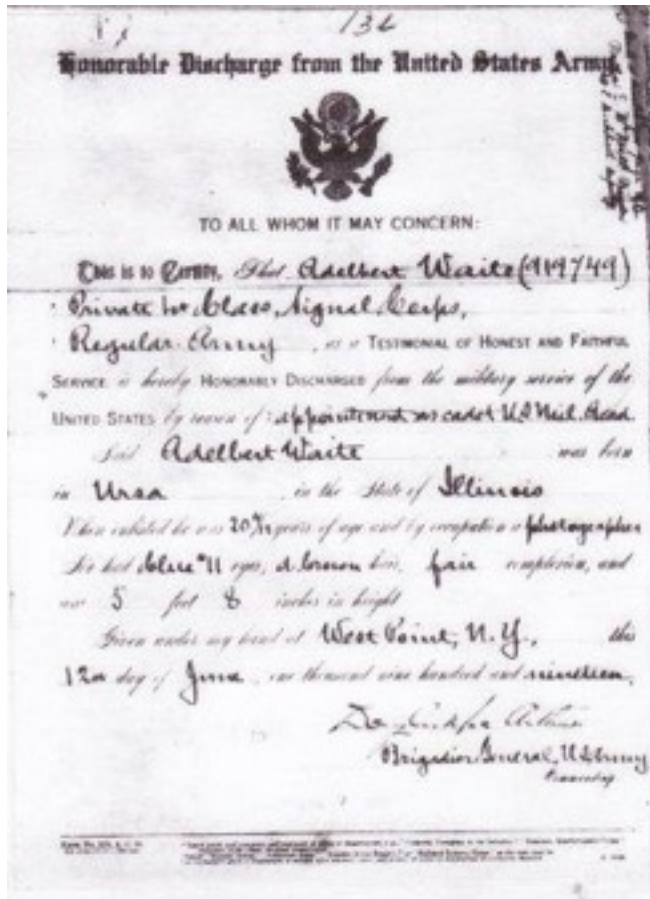 136
Honorable Discharge from the United States Army
TO ALL WHOM IT MAY CONCERN:
This is to Certify, That Adelbert Waite (919749)
Private 1st Class, Signal Corps,
Regular Army, as a TESTIMONIAL OF HONEST AND FAITHFUL
SERVICE is hereby HONORABLY DISCHARGED from the military service of the
UNITED STATES by reason of: appointment as cadet U.S. Mil. Acad.
Said Adelbert Waite was born
in Ursa in the State of Illinois
When enlisted he was 20 years of age and by occupation a photographer
He had blue eyes, d. brown hair, fair complexion, and
was 5 feet 8 inches in height
Given under my hand at West Point, N.Y., this
12th day of June, one thousand nine hundred and nineteen.
Brigadier General, U.S. Army
Commanding